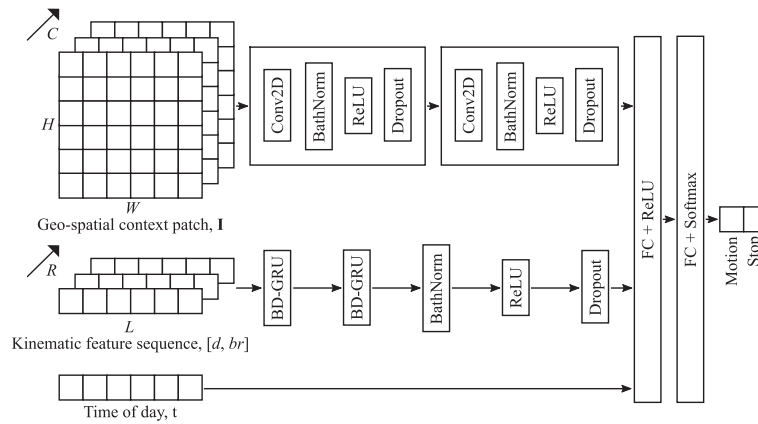 C
H
W
Geo-spatial context patch, I
Conv2D
BathNorm
ReLU
Dropout
Conv2D
BathNorm
ReLU
Dropout
R
L
Kinematic feature sequence, [d, br]
BD-GRU
BD-GRU
BathNorm
ReLU
Dropout
Time of day, t
FC + ReLU
FC + Softmax
Motion
Stop